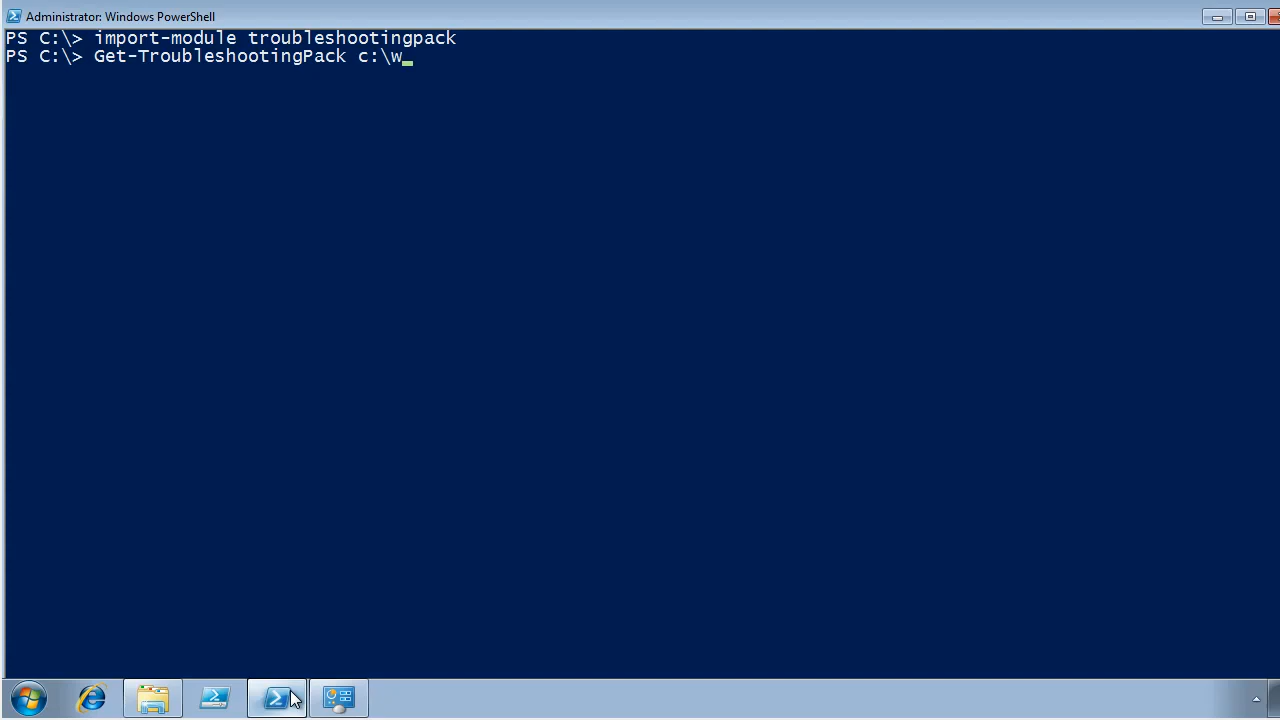 Administrator: Windows PowerShell
PS C:\> import-module troubleshootingpack
PS C:\> Get-TroubleshootingPack c:\w